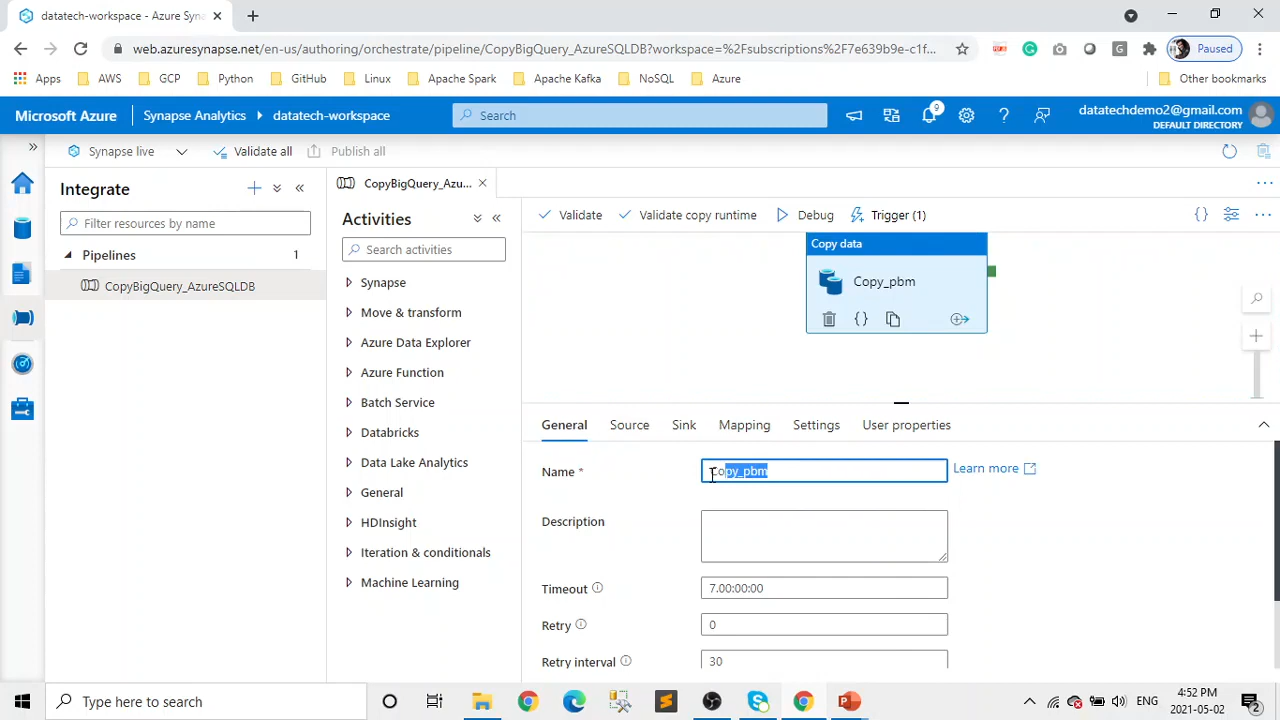 datatech-workspace - Azure Syna
web.azuresynapse.net/en-us/authoring/orchestrate/pipeline/CopyBigQuery_AzureSQLDB?workspace=%2Fsubscriptions%2F7e639b9e-c1f...
Paused
Apps
AWS
GCP
Python
GitHub
Linux
Apache Spark
Apache Kafka
NoSQL
Azure
Other bookmarks
Microsoft Azure
Synapse Analytics
datatech-workspace
Search
9
datatechdemo2@gmail.com
DEFAULT DIRECTORY
Synapse live
Validate all
Publish all
Integrate
CopyBigQuery_Azu...
Filter resources by name
Pipelines 1
CopyBigQuery_AzureSQLDB
Activities
Search activities
Synapse
Move & transform
Azure Data Explorer
Azure Function
Batch Service
Databricks
Data Lake Analytics
General
HDInsight
Iteration & conditionals
Machine Learning
Validate
Validate copy runtime
Debug
Trigger (1)
Copy data
Copy_pbm
General
Source
Sink
Mapping
Settings
User properties
Name *
Copy_pbm
Learn more
Description
Timeout
7.00:00:00
Retry
0
Retry interval
30
Type here to search
ENG
4:52 PM
2021-05-02
2